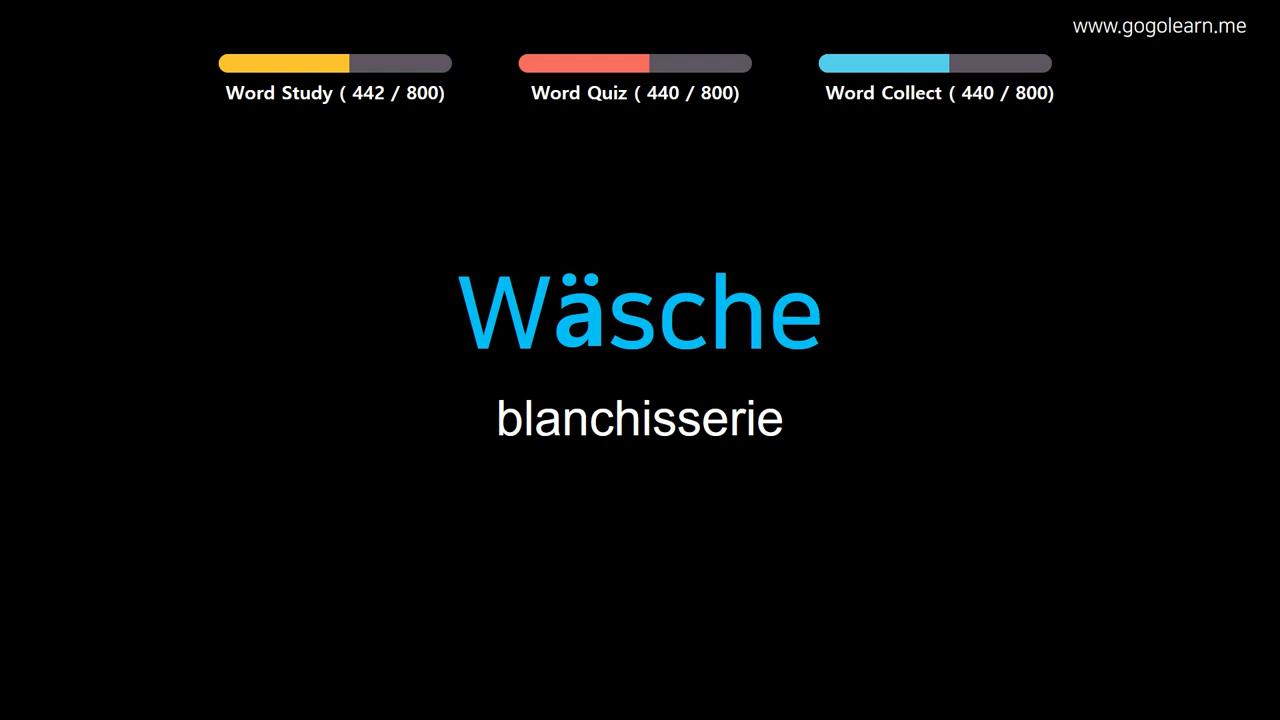 www.gogolearn.me
Word Study ( 442 / 800)
Word Quiz ( 440 / 800)
Word Collect ( 440 / 800)
Wäsche
blanchisserie